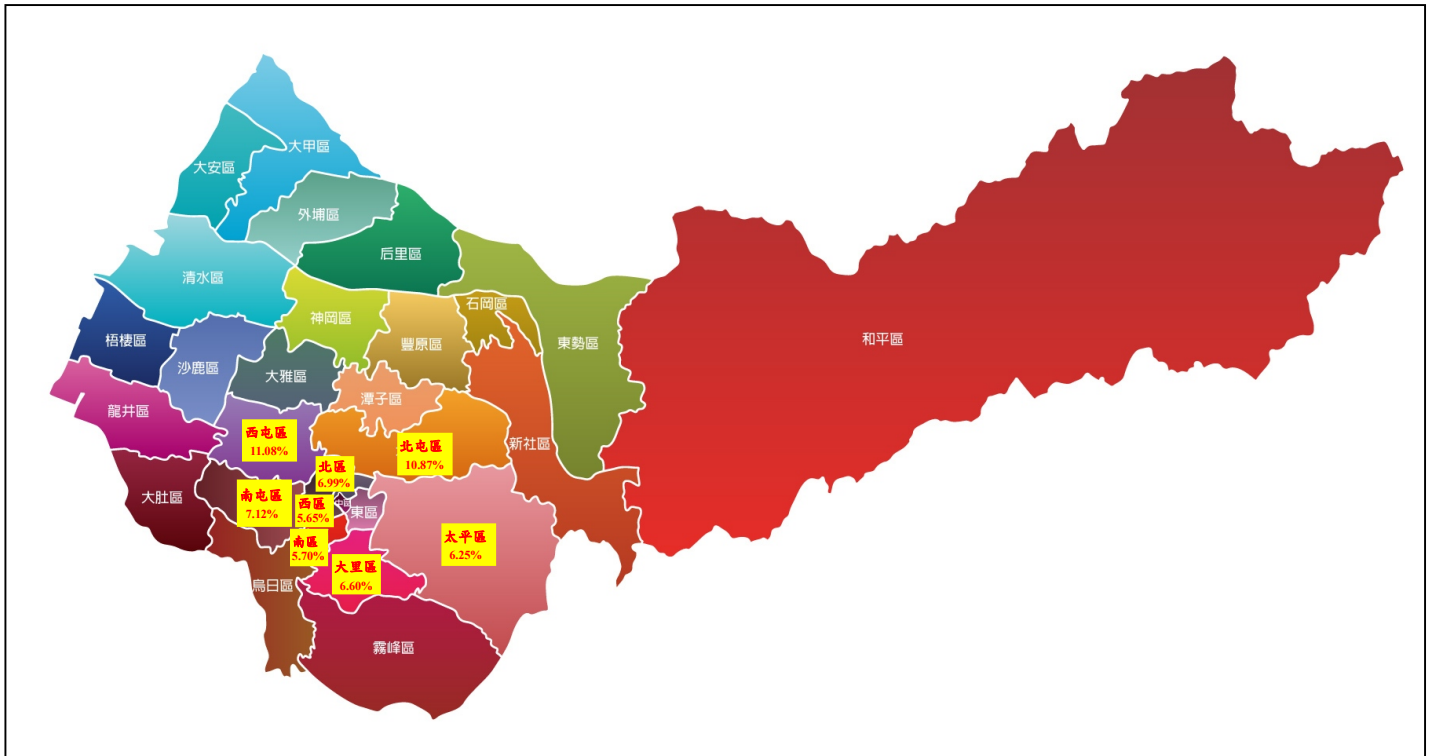 大甲區
大安區
外埔區
后里區
清水區
石岡區
神岡區
梧棲區
豐原區
東勢區
和平區
沙鹿區
大雅區
潭子區
龍井區
西屯區
11.08%
北屯區
10.87%
新社區
北區
6.99%
大肚區
南屯區
7.12%
西區
5.65%
中區
東區
南區
5.70%
太平區
6.25%
大里區
6.60%
烏日區
霧峰區